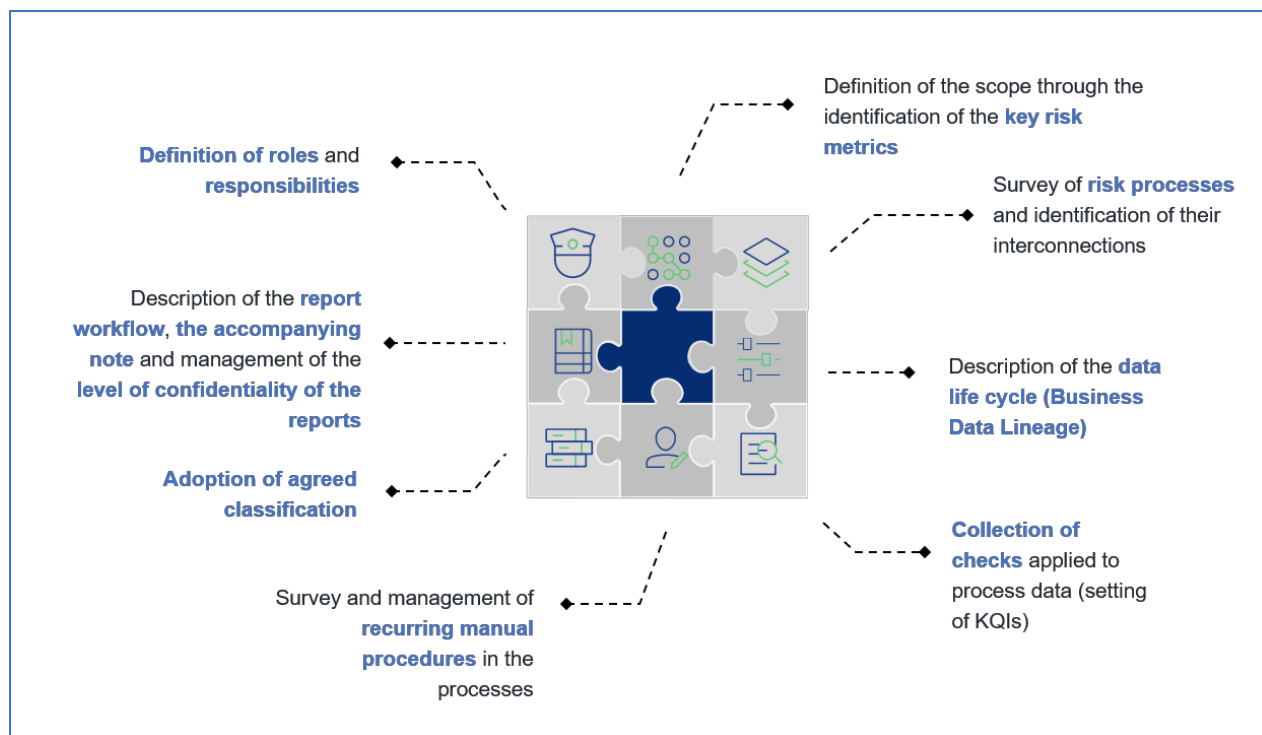 Definition of the scope through the
identification of the key risk
metrics
Definition of roles and
responsibilities
Survey of risk processes
and identification of their
interconnections
Description of the report
workflow, the accompanying
note and management of the
level of confidentiality of the
reports
Description of the data
life cycle (Business
Data Lineage)
Adoption of agreed
classification
Collection of
checks applied to
process data (setting
of KQIs)
Survey and management of
recurring manual
procedures in the
processes